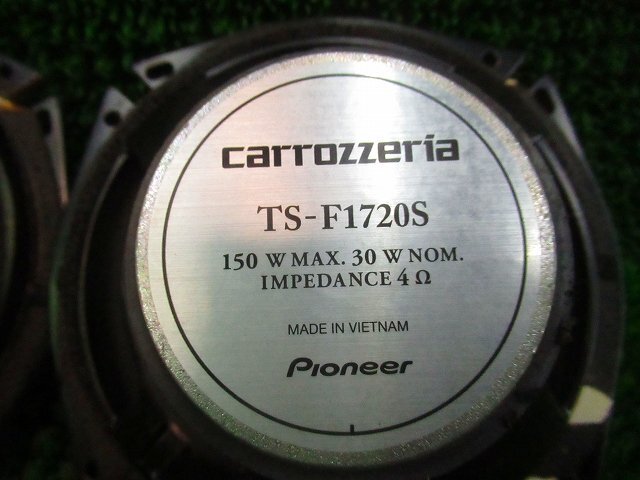 carrozzeria
TS-F1720S
150 W MAX. 30 W NOM.
IMPEDANCE 4 Ω
MADE IN VIETNAM
Pioneer